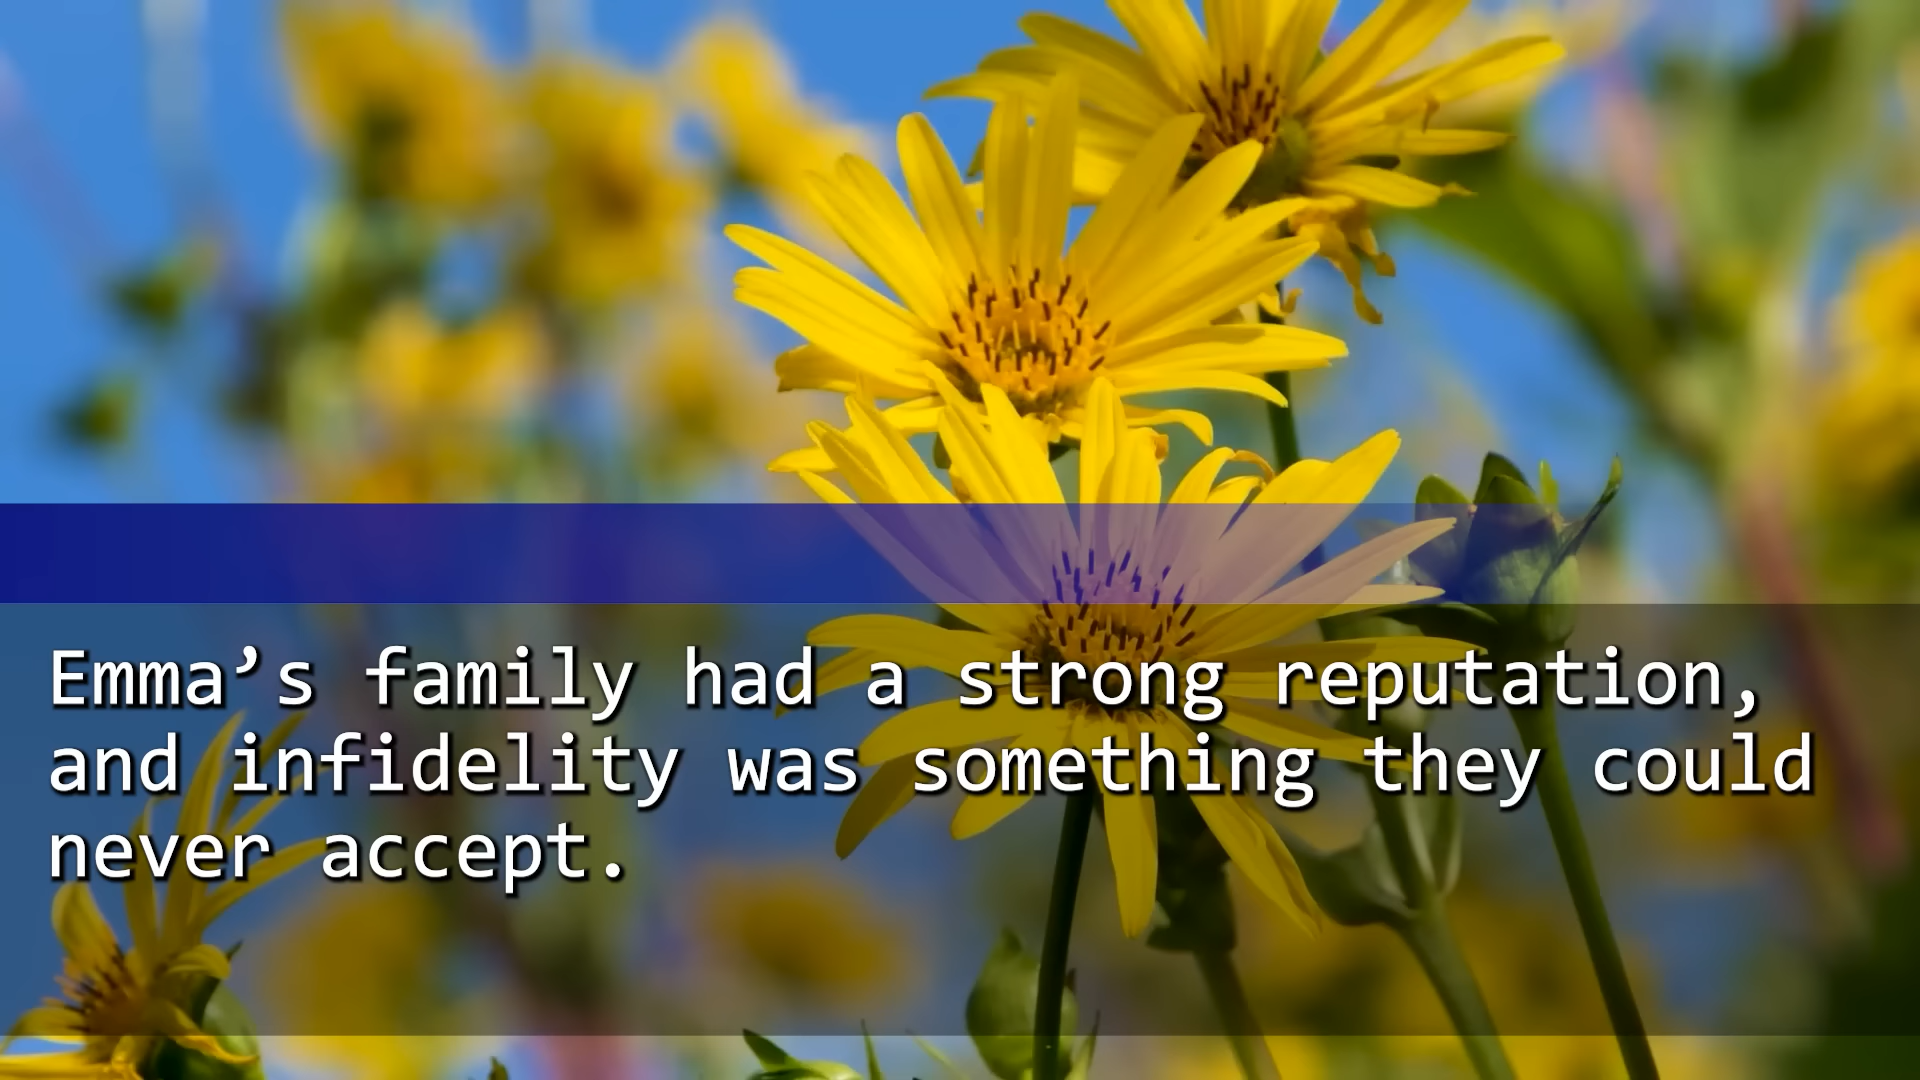 Emma’s family had a strong reputation,
and infidelity was something they could
never accept.